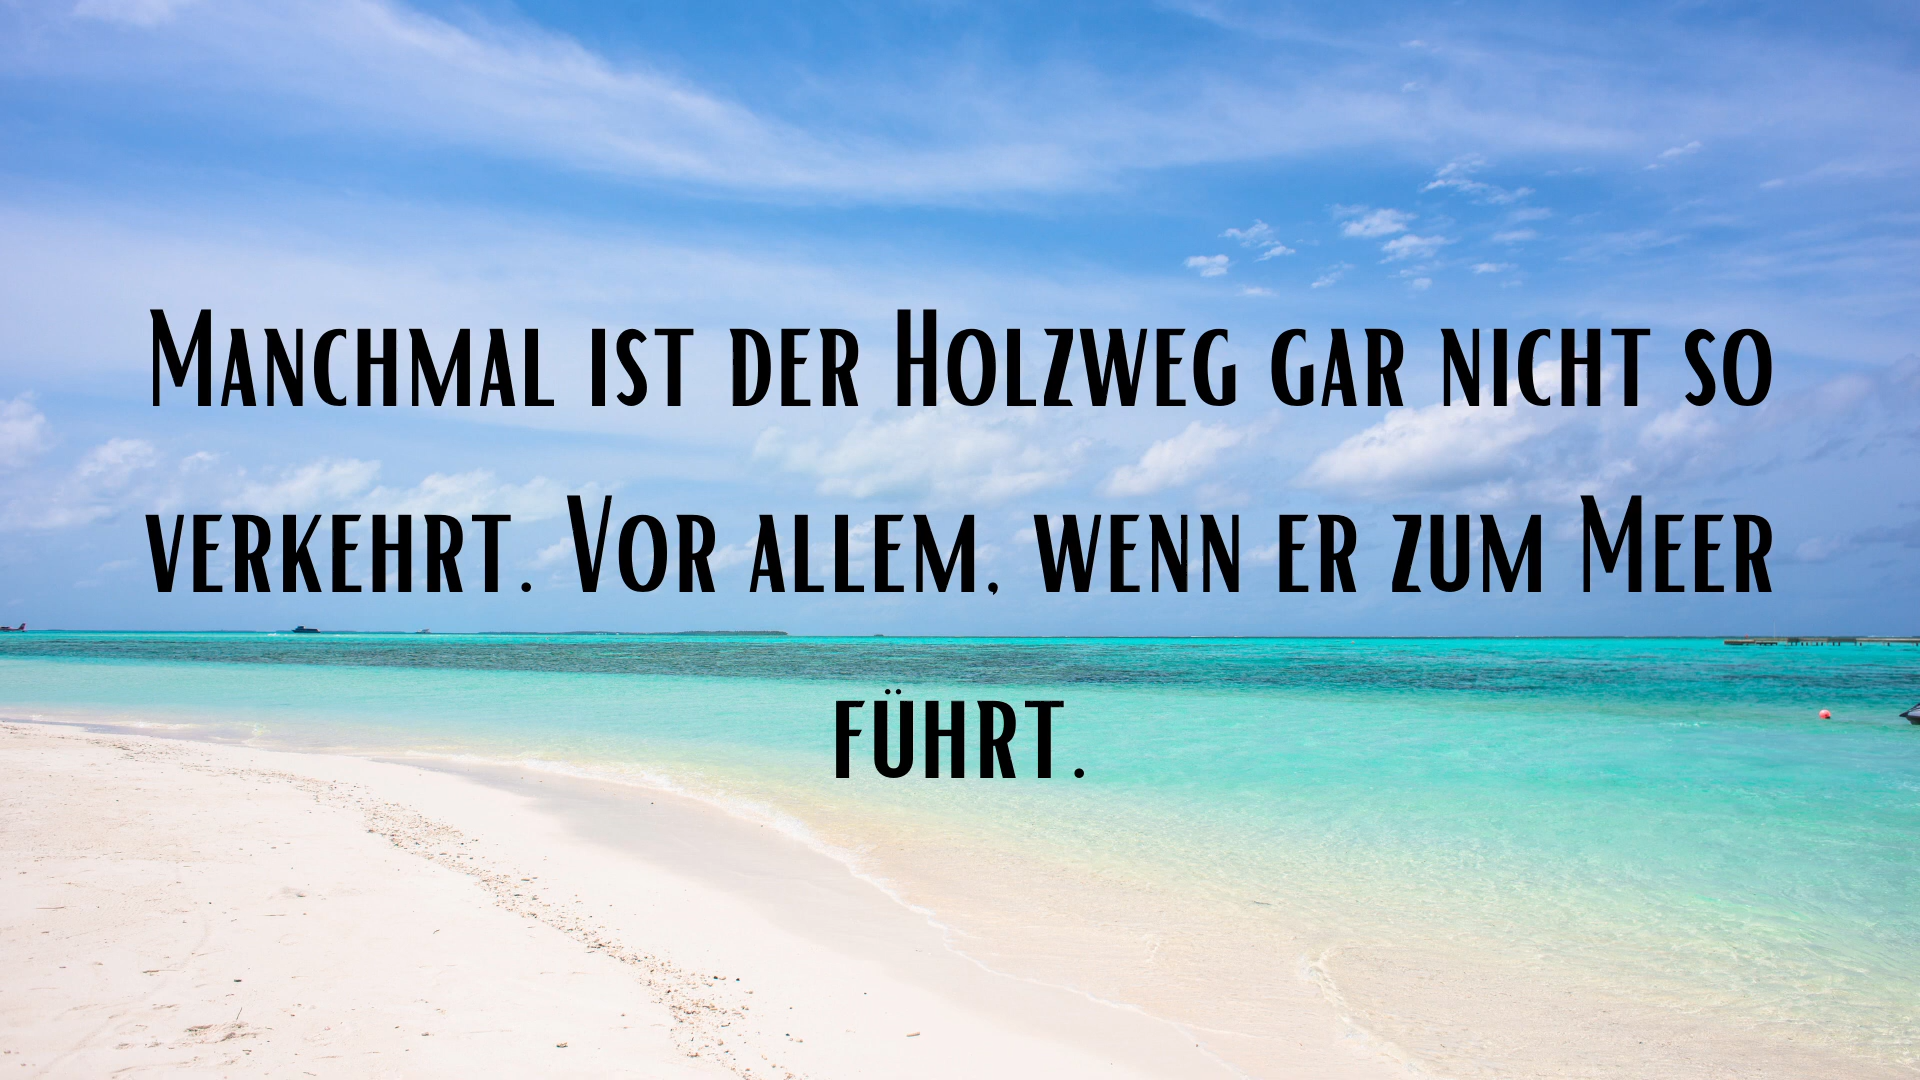 Manchmal ist der Holzweg gar nicht so
verkehrt. Vor allem, wenn er zum Meer
führt.